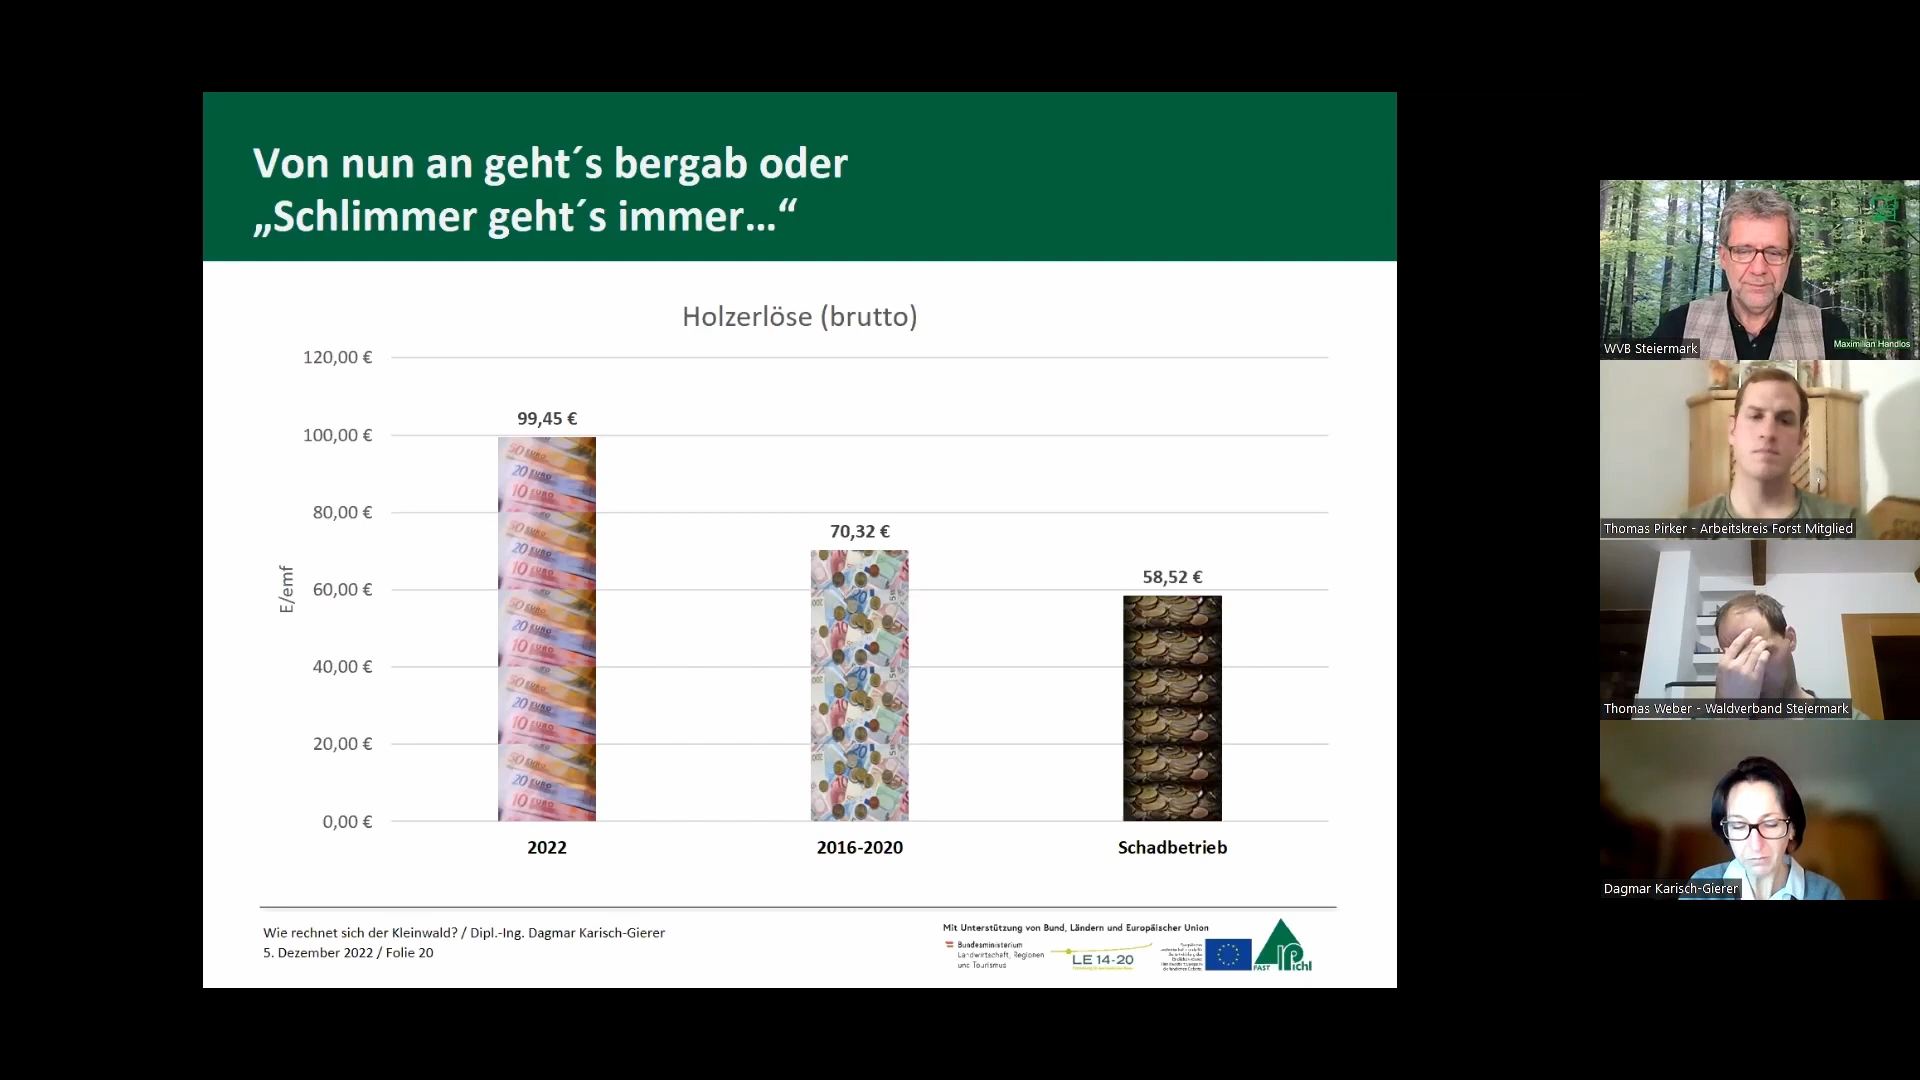 Von nun an geht´s bergab oder
„Schlimmer geht´s immer…“
Holzerlöse (brutto)
120,00 €
100,00 €
80,00 €
60,00 €
40,00 €
20,00 €
0,00 €
E/emf
99,45 €
70,32 €
58,52 €
2022
2016-2020
Schadbetrieb
Wie rechnet sich der Kleinwald? / Dipl.-Ing. Dagmar Karisch-Gierer
5. Dezember 2022 / Folie 20
Mit Unterstützung von Bund, Ländern und Europäischer Union
Bundesministerium
Landwirtschaft, Regionen
und Tourismus
LE 14-20
FAST Pichl
WVB Steiermark
Maximilian Handlos
Thomas Pirker - Arbeitskreis Forst Mitglied
Thomas Weber - Waldverband Steiermark
Dagmar Karisch-Gierer